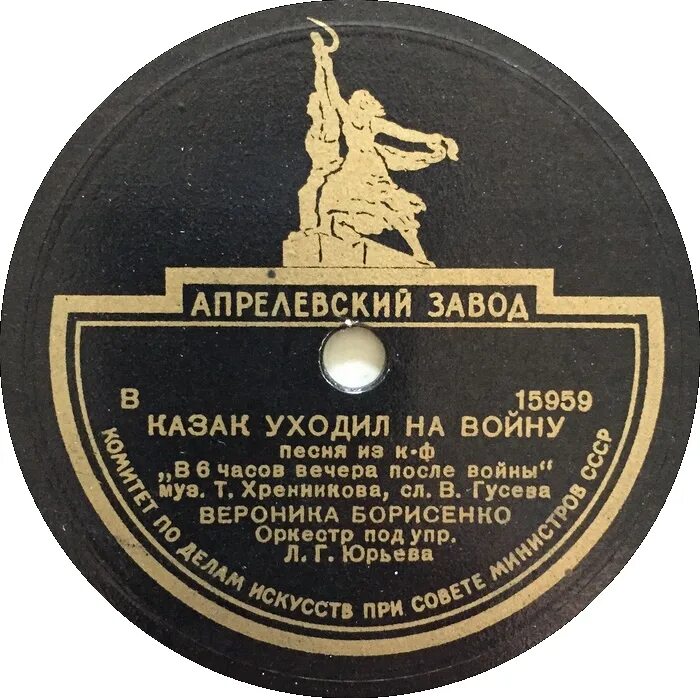 АПРЕЛЕВСКИЙ ЗАВОД
В 15959
КАЗАК УХОДИЛ НА ВОЙНУ
песня из к-ф
„В 6 часов вечера после войны"
муз. Т. Хренникова, сл. В. Гусева
ВЕРОНИКА БОРИСЕНКО
Оркестр под упр.
Л. Г. Юрьева
КОМИТЕТ ПО ДЕЛАМ ИСКУССТВ ПРИ СОВЕТЕ МИНИСТРОВ СССР